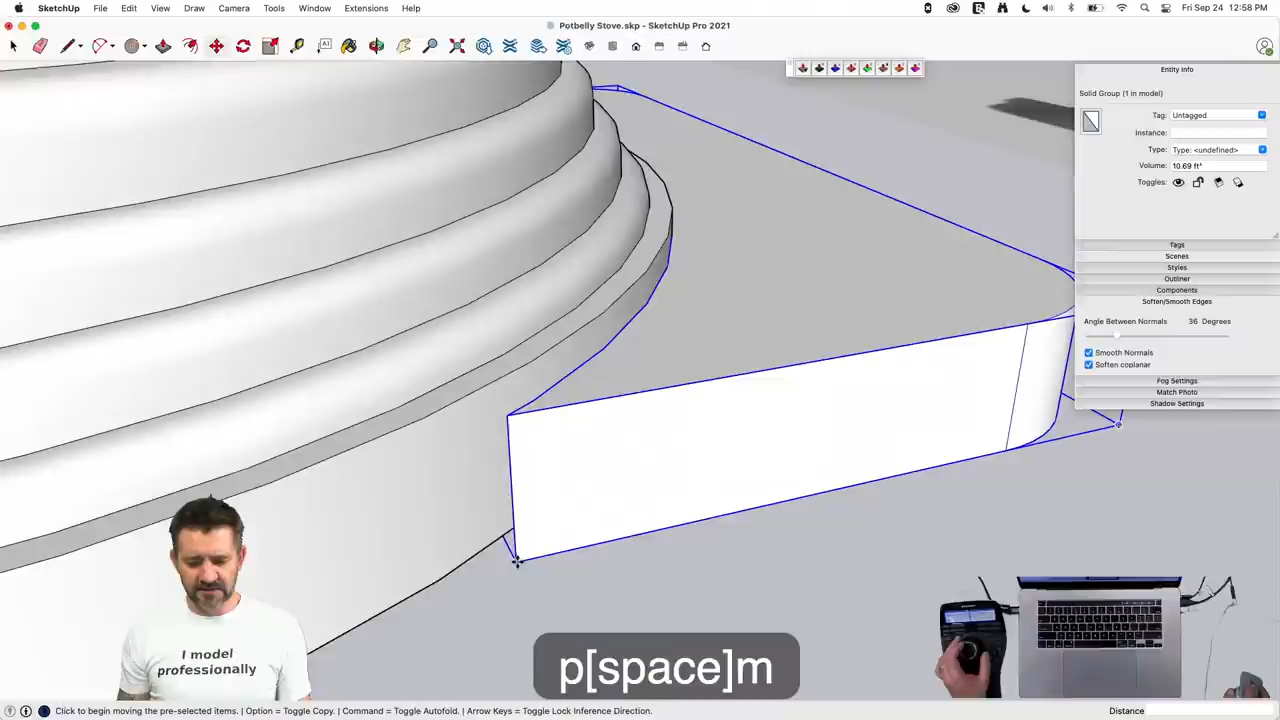 SketchUp File Edit View Draw Camera Tools Window Extensions Help
Fri Sep 24 12:58 PM
Potbelly Stove.skp - SketchUp Pro 2021
Entity Info
Solid Group (1 in model)
Tag: Untagged
Instance:
Type: Type: <undefined>
Volume: 10.69 ft³
Toggles:
Tags
Scenes
Styles
Outliner
Components
Soften/Smooth Edges
Angle Between Normals 36 Degrees
Smooth Normals
Soften coplanar
Fog Settings
Match Photo
Shadow Settings
I model
professionally
p[space]m
Click to begin moving the pre-selected items. | Option = Toggle Copy. | Command = Toggle Autofold. | Arrow Keys = Toggle Lock Inference Direction.
Distance